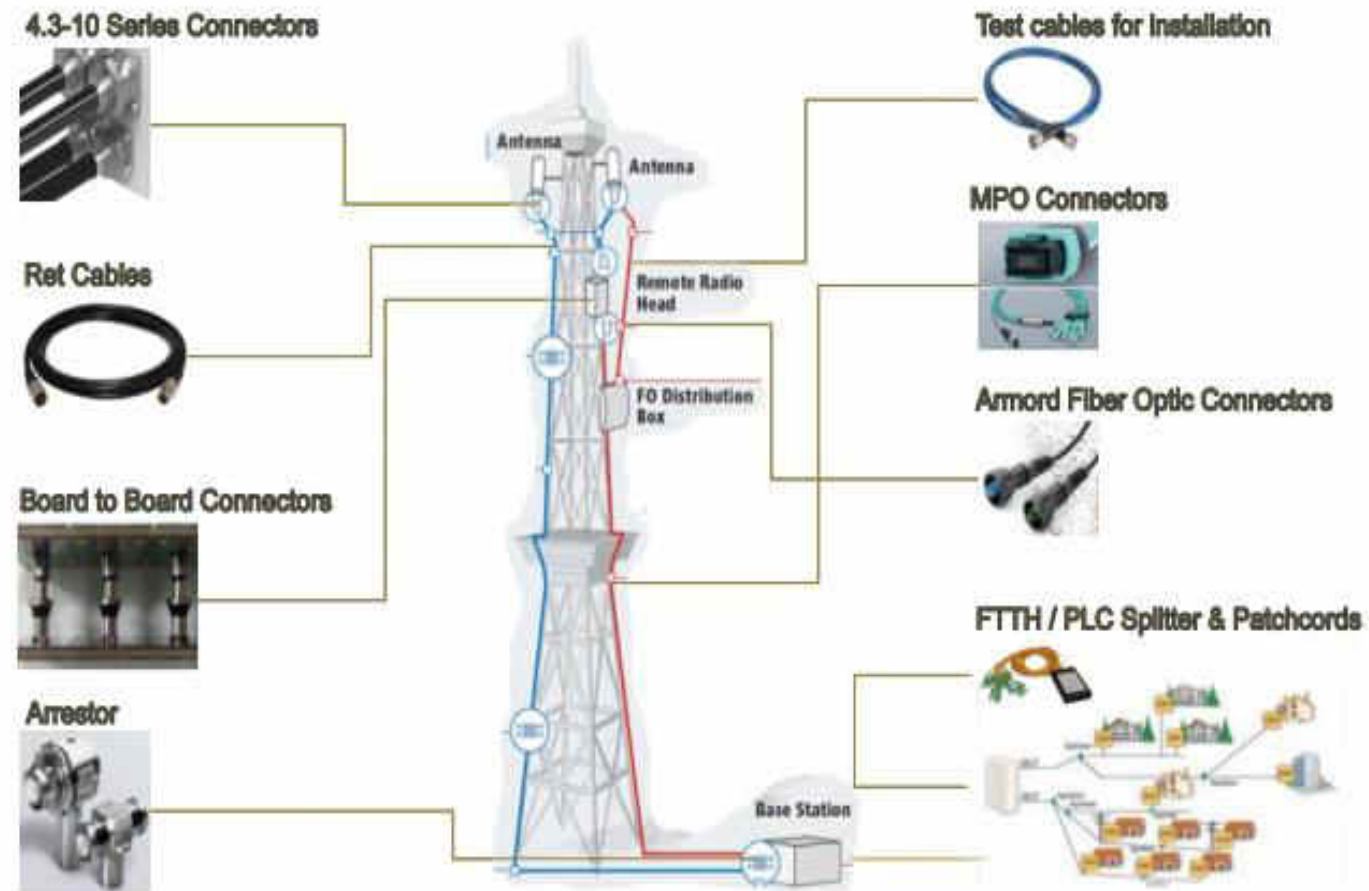 4.3-10 Series Connectors
Test cables for Installation
Antenna
Antenna
MPO Connectors
Ret Cables
Remote Radio
Head
FO Distribution
Box
Armord Fiber Optic Connectors
Board to Board Connectors
FTTH / PLC Splitter & Patchcords
Arrestor
Base Station